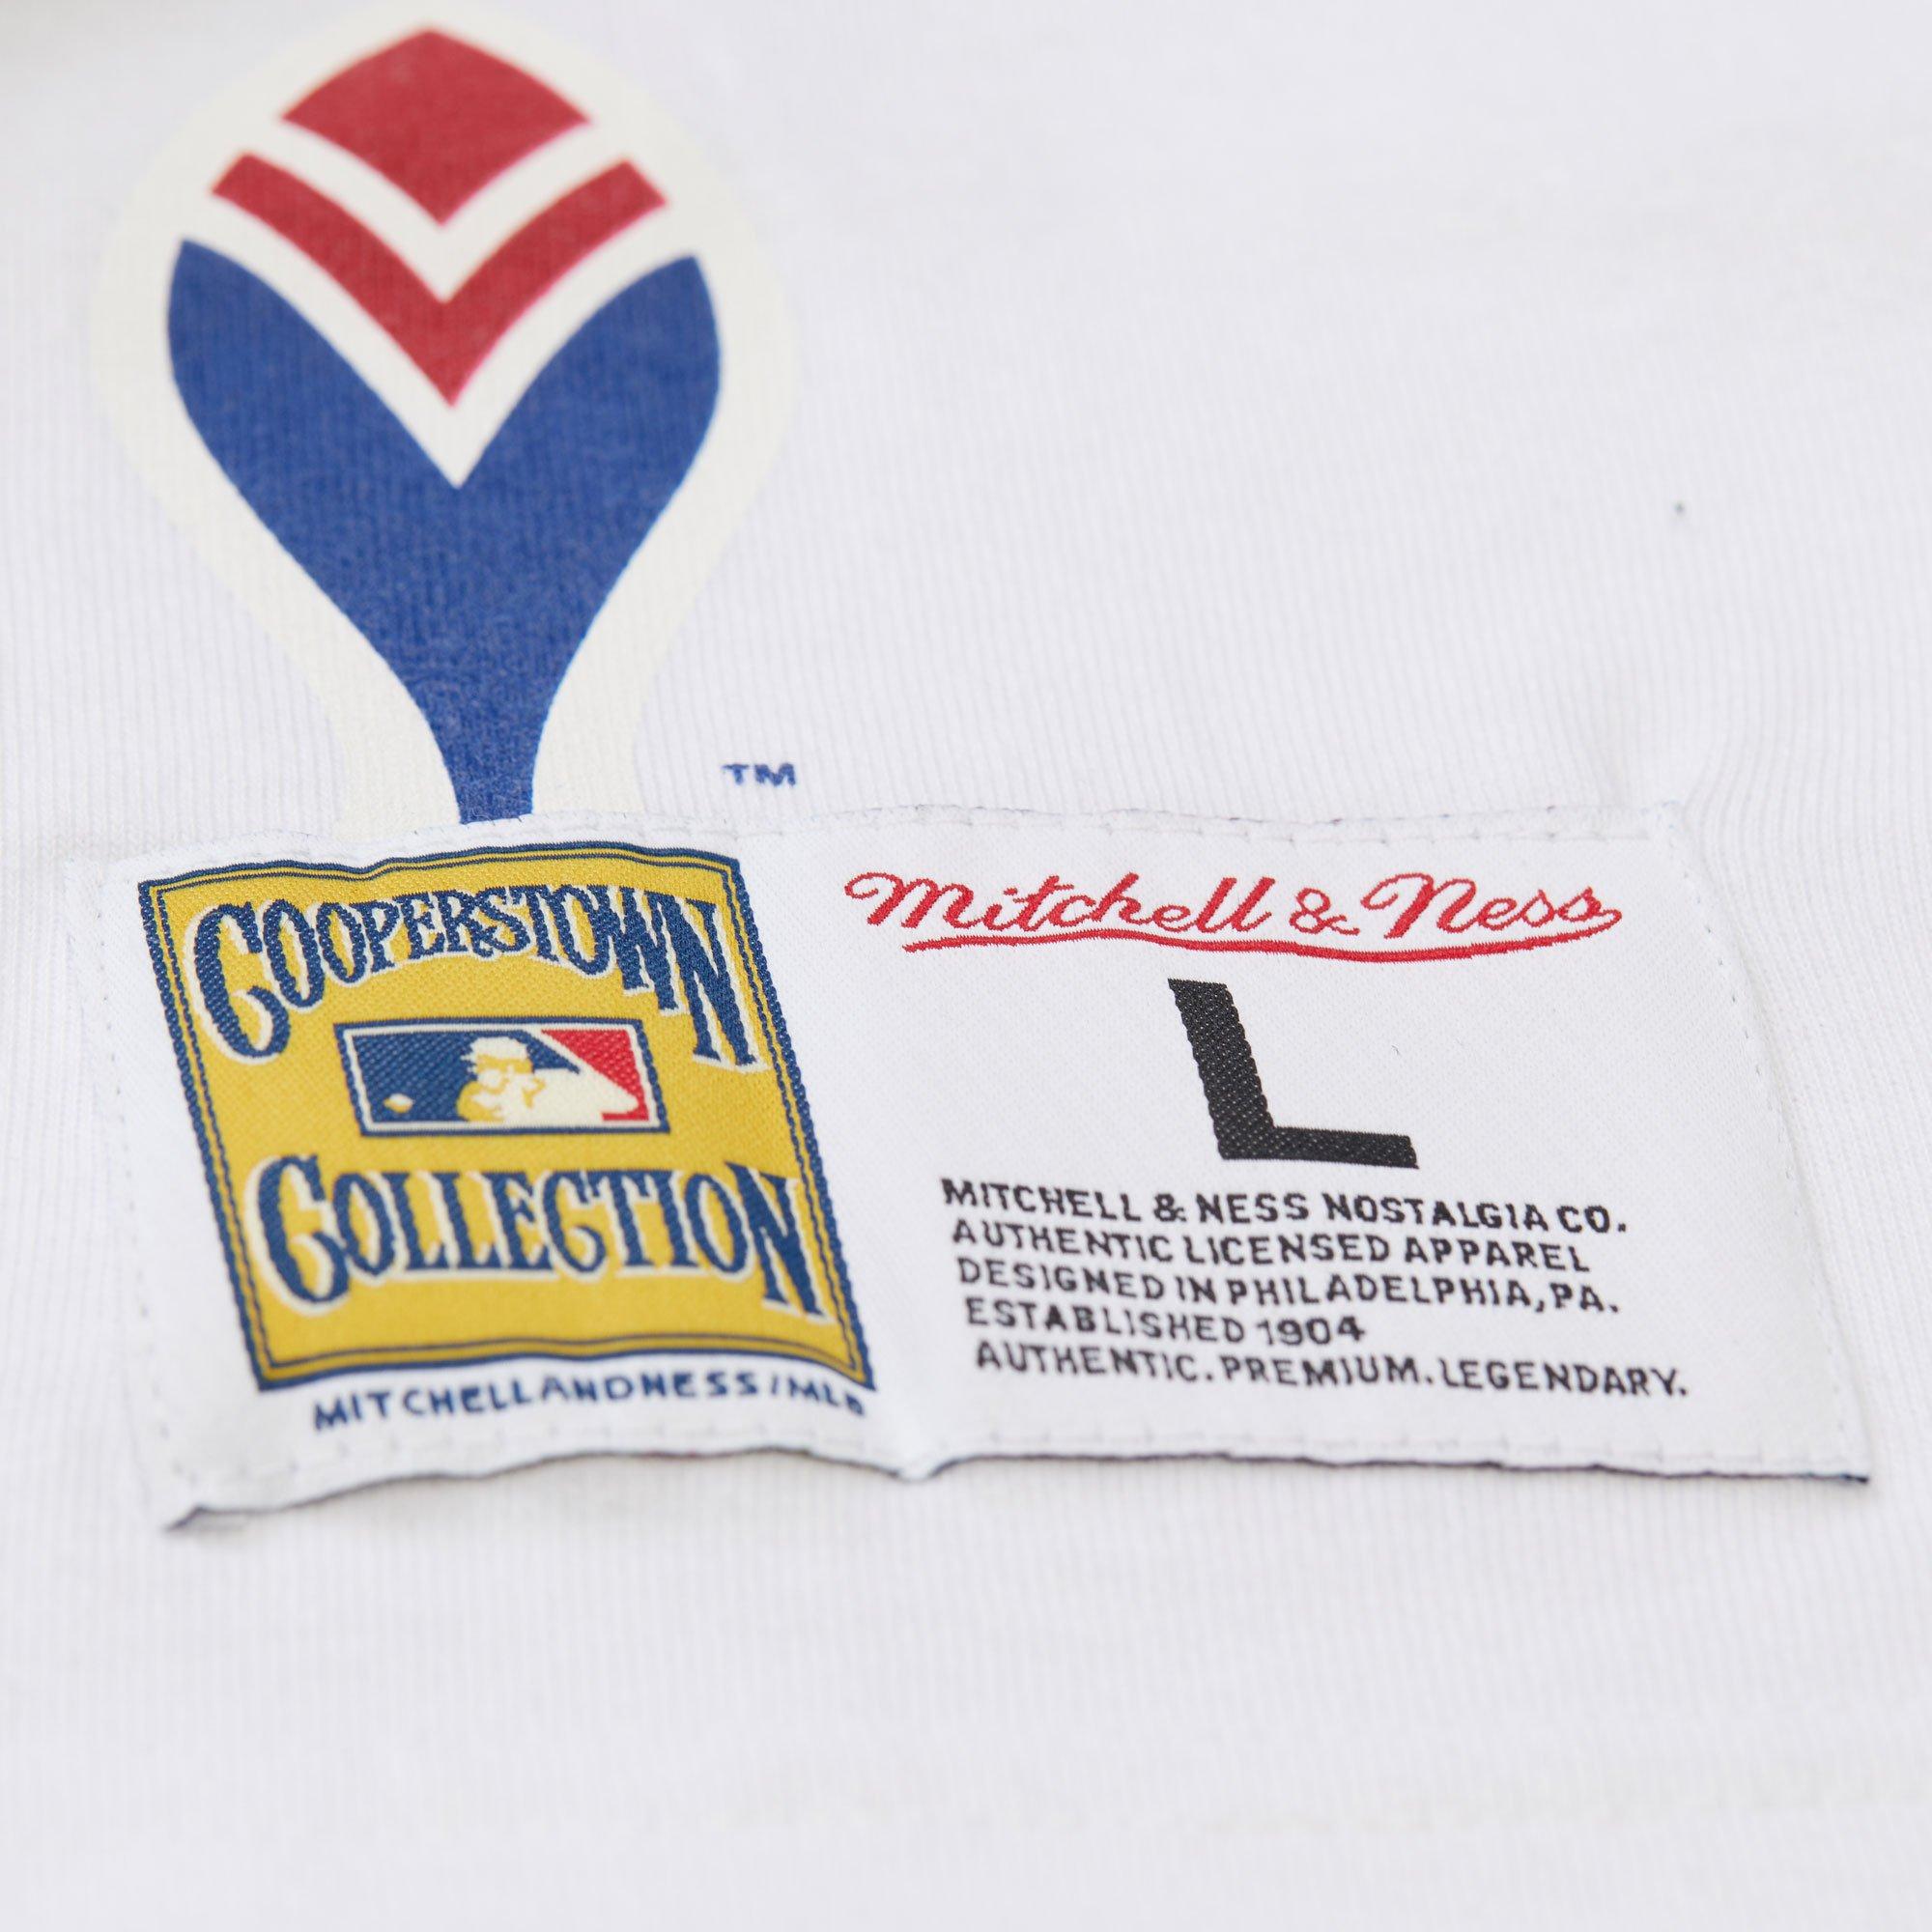 TM
COOPERSTOWN
COLLECTION
MITCHELLANDNESS/MLB
Mitchell & Ness
L
MITCHELL & NESS NOSTALGIA CO.
AUTHENTIC LICENSED APPAREL
DESIGNED IN PHILADELPHIA, PA.
ESTABLISHED 1904
AUTHENTIC. PREMIUM. LEGENDARY.